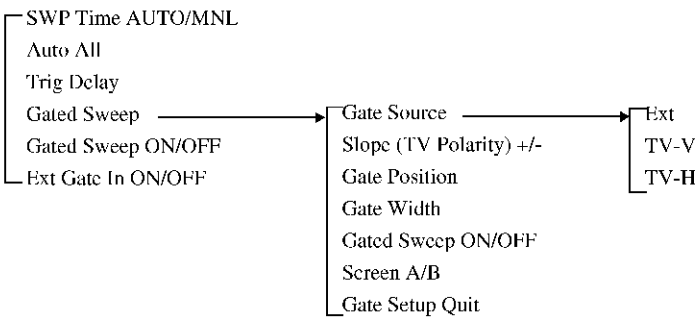 SWP Time AUTO/MNL
Auto All
Trig Delay
Gated Sweep
Gated Sweep ON/OFF
Ext Gate In ON/OFF
Gate Source
Slope (TV Polarity) +/-
Gate Position
Gate Width
Gated Sweep ON/OFF
Screen A/B
Gate Setup Quit
Ext
TV-V
TV-H